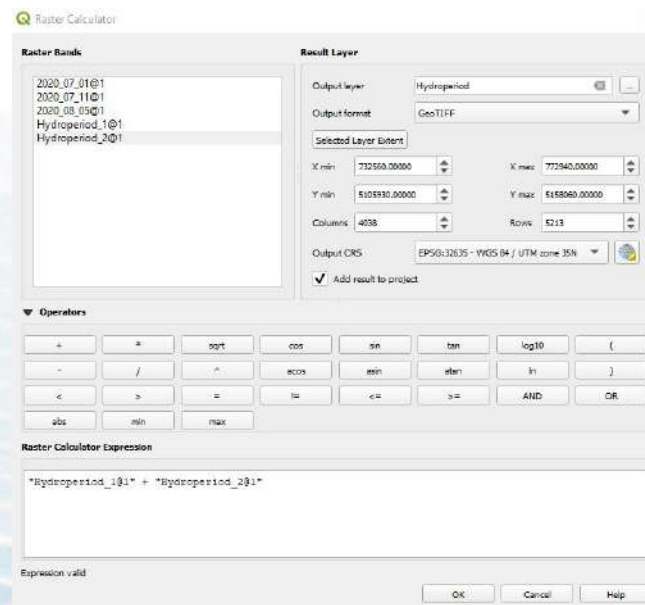 Raster Calculator
Raster Bands
2020_07_01@1
2020_07_11@1
2020_08_05@1
Hydroperiod_1@1
Hydroperiod_2@1
Result Layer
Output layer Hydroperiod ...
Output format GeoTIFF
Selected Layer Extent
X min 732560.00000 X max 772940.00000
Y min 5105930.00000 Y max 5158060.00000
Columns 4038 Rows 5213
Output CRS EPSG:32635 - WGS 84 / UTM zone 35N
Add result to project
Operators
+ * sqrt cos sin tan log10 (
- / ^ acos asin atan ln )
< > = != <= >= AND OR
abs min max
Raster Calculator Expression
"Hydroperiod_1@1" + "Hydroperiod_2@1"
Expression valid
OK Cancel Help